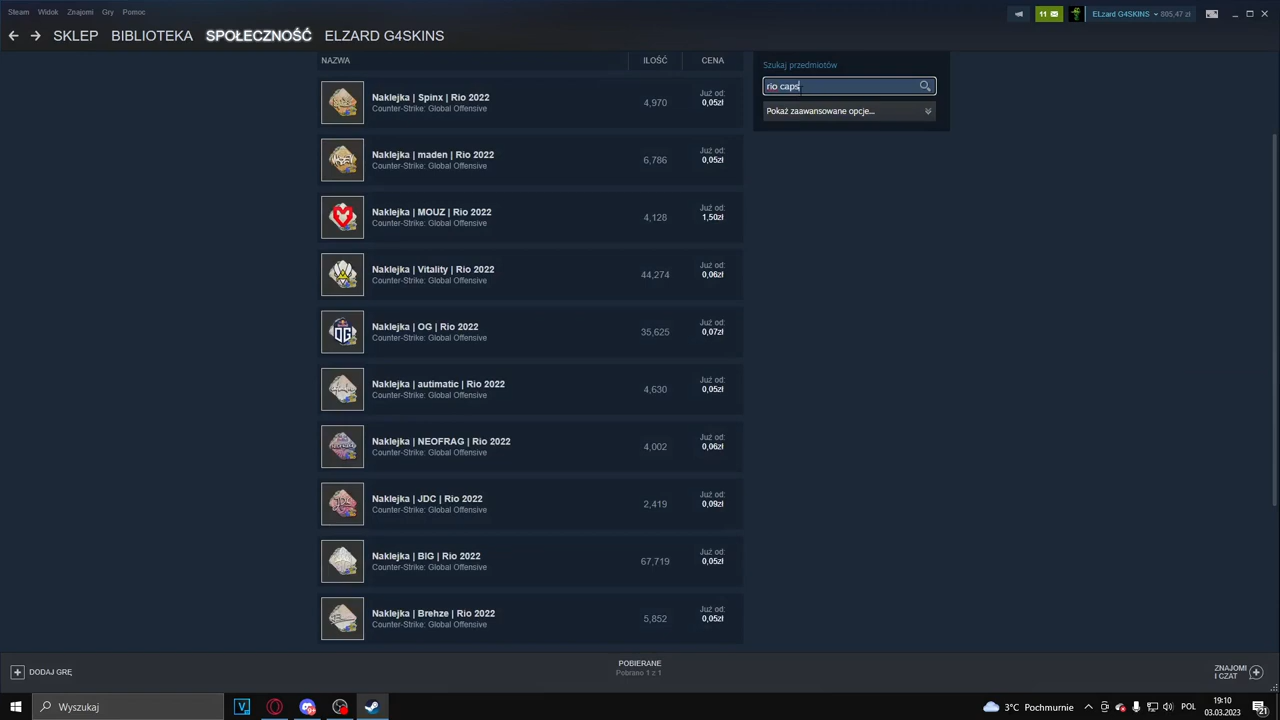 Steam Widok Znajomi Gry Pomoc
11 ELzard G4SKINS 805,47 zł
SKLEP BIBLIOTEKA SPOŁECZNOŚĆ ELZARD G4SKINS
NAZWA ILOŚĆ CENA
Szukaj przedmiotów
rio caps
Pokaż zaawansowane opcje...
Naklejka | Spinx | Rio 2022
Counter-Strike: Global Offensive
4,970
Już od:
0,05zł
Naklejka | maden | Rio 2022
Counter-Strike: Global Offensive
6,786
Już od:
0,05zł
Naklejka | MOUZ | Rio 2022
Counter-Strike: Global Offensive
4,128
Już od:
1,50zł
Naklejka | Vitality | Rio 2022
Counter-Strike: Global Offensive
44,274
Już od:
0,06zł
Naklejka | OG | Rio 2022
Counter-Strike: Global Offensive
35,625
Już od:
0,07zł
Naklejka | autimatic | Rio 2022
Counter-Strike: Global Offensive
4,630
Już od:
0,05zł
Naklejka | NEOFRAG | Rio 2022
Counter-Strike: Global Offensive
4,002
Już od:
0,06zł
Naklejka | JDC | Rio 2022
Counter-Strike: Global Offensive
2,419
Już od:
0,09zł
Naklejka | BIG | Rio 2022
Counter-Strike: Global Offensive
67,719
Już od:
0,05zł
Naklejka | Brehze | Rio 2022
Counter-Strike: Global Offensive
5,852
Już od:
0,05zł
DODAJ GRĘ
POBIERANE
Pobrano 1 z 1
ZNAJOMI
I CZAT
Wyszukaj
3°C Pochmurnie
POL
19:10
03.03.2023
21